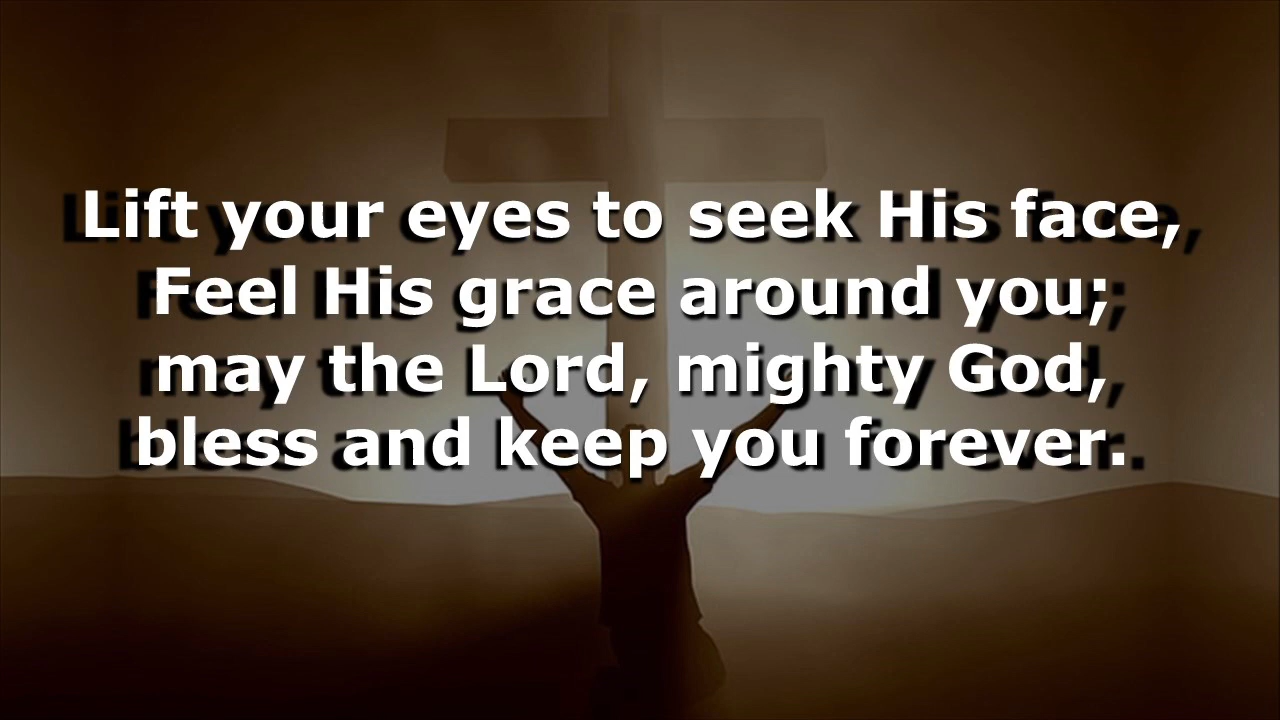 Lift your eyes to seek His face,
Feel His grace around you;
may the Lord, mighty God,
bless and keep you forever.